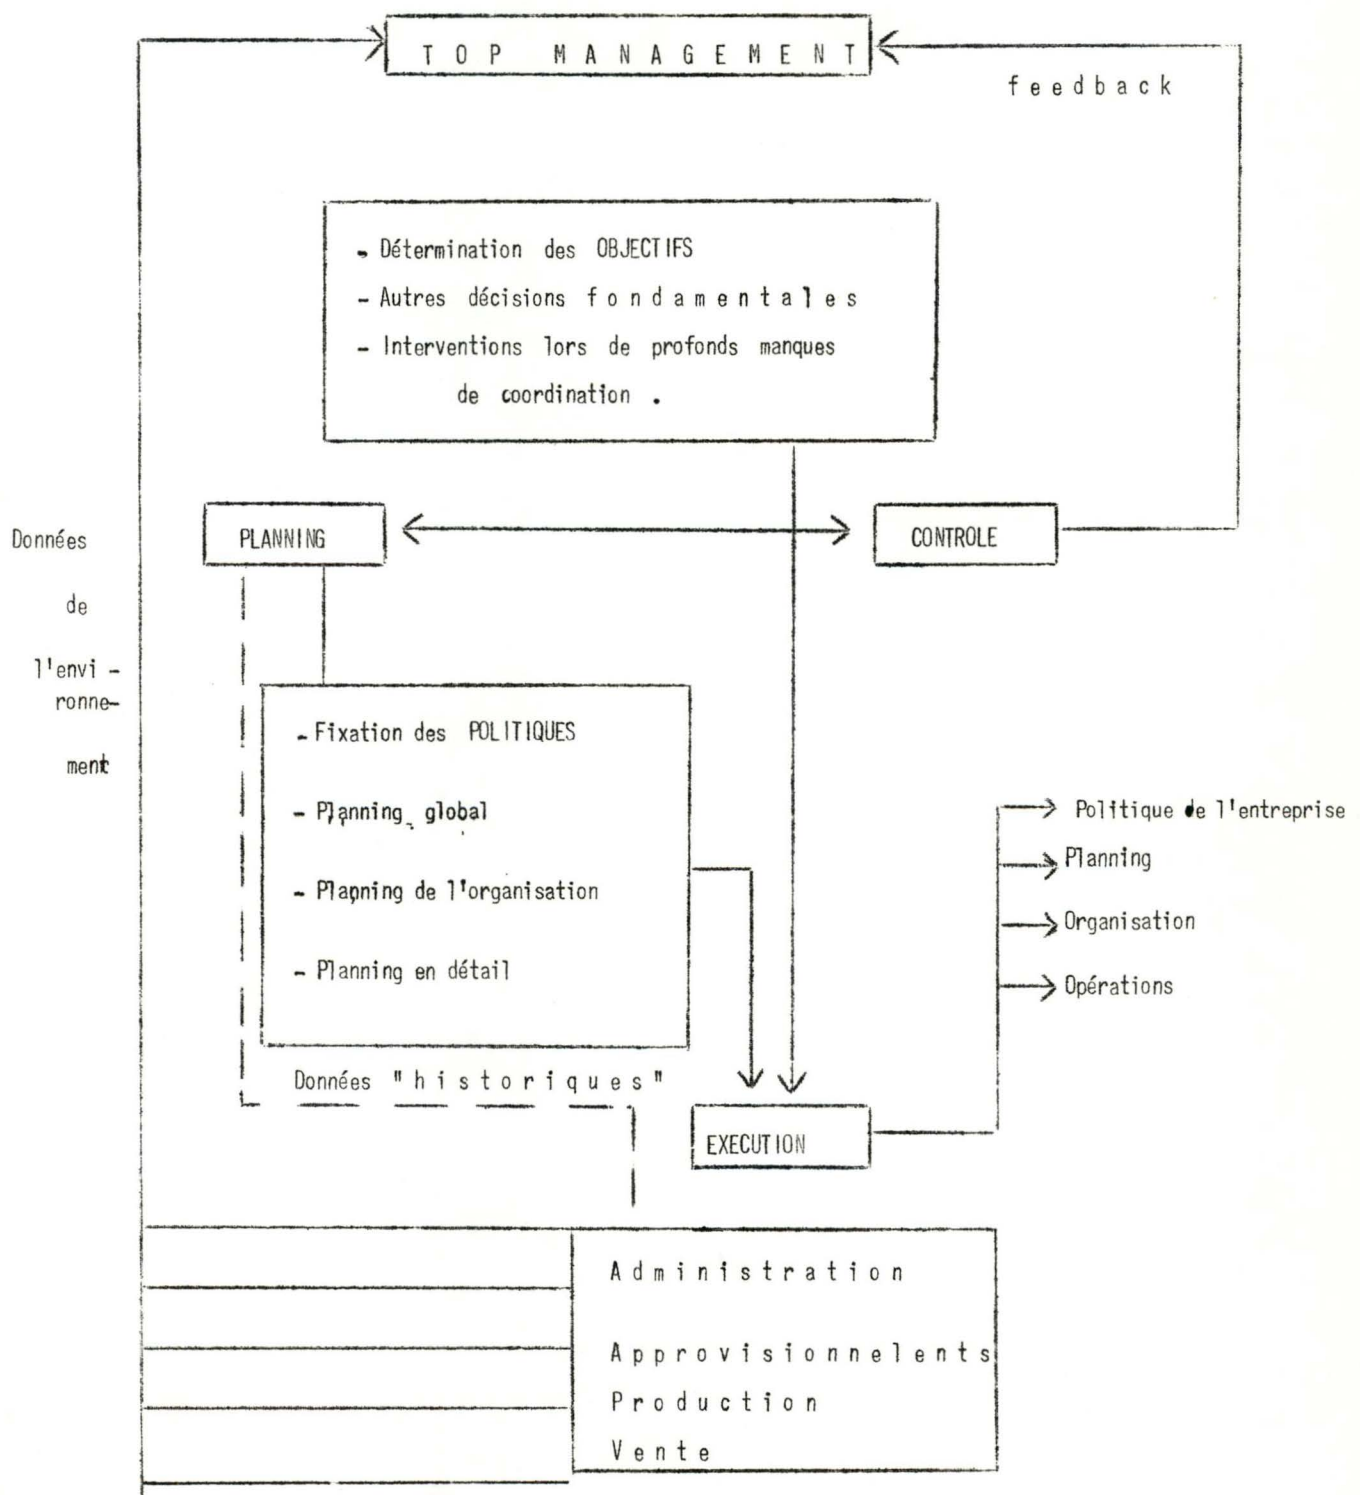 TOP MANAGEMENT
feedback
- Détermination des OBJECTIFS
- Autres décisions fondamentales
- Interventions lors de profonds manques
de coordination .
PLANNING
CONTROLE
Données
de
l'envi -
ronne-
ment
- Fixation des POLITIQUES
- Planning global
- Planning de l'organisation
- Planning en détail
Politique de l'entreprise
Planning
Organisation
Opérations
Données "historiques"
EXECUTION
Administration
Approvisionnelents
Production
Vente